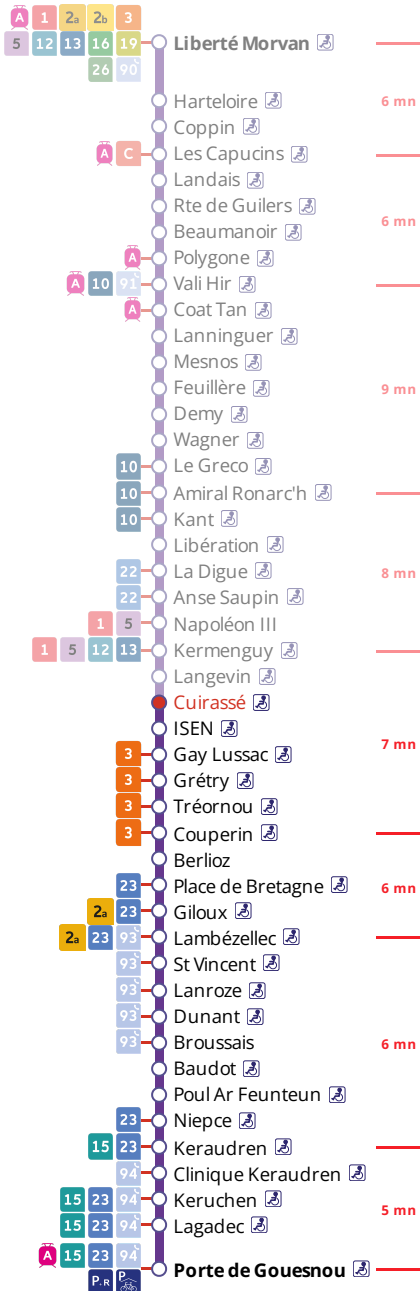 A 1 2a 2b 3
5 12 13 16 19 Liberté Morvan
26 90
Harteloire 6 mn
Coppin
A C Les Capucins
Landais
Rte de Guilers 6 mn
Beaumanoir
A Polygone
A 10 91 Vali Hir
A Coat Tan
Lanninguer
Mesnos
Feuillère 9 mn
Demy
Wagner
10 Le Greco
10 Amiral Ronarc'h
10 Kant
Libération
22 La Digue 8 mn
22 Anse Saupin
1 5 Napoléon III
1 5 12 13 Kermenguy
Langevin
Cuirassé
ISEN
3 Gay Lussac 7 mn
3 Grétry
3 Tréornou
3 Couperin
Berlioz
23 Place de Bretagne 6 mn
2a 23 Giloux
2a 23 93 Lambézellec
93 St Vincent
93 Lanroze
93 Dunant
93 Broussais 6 mn
Baudot
Poul Ar Feunteun
23 Niepce
15 23 Keraudren
94 Clinique Keraudren
15 23 94 Keruchen
15 23 94 Lagadec 5 mn
A 15 23 94
P.R P Porte de Gouesnou